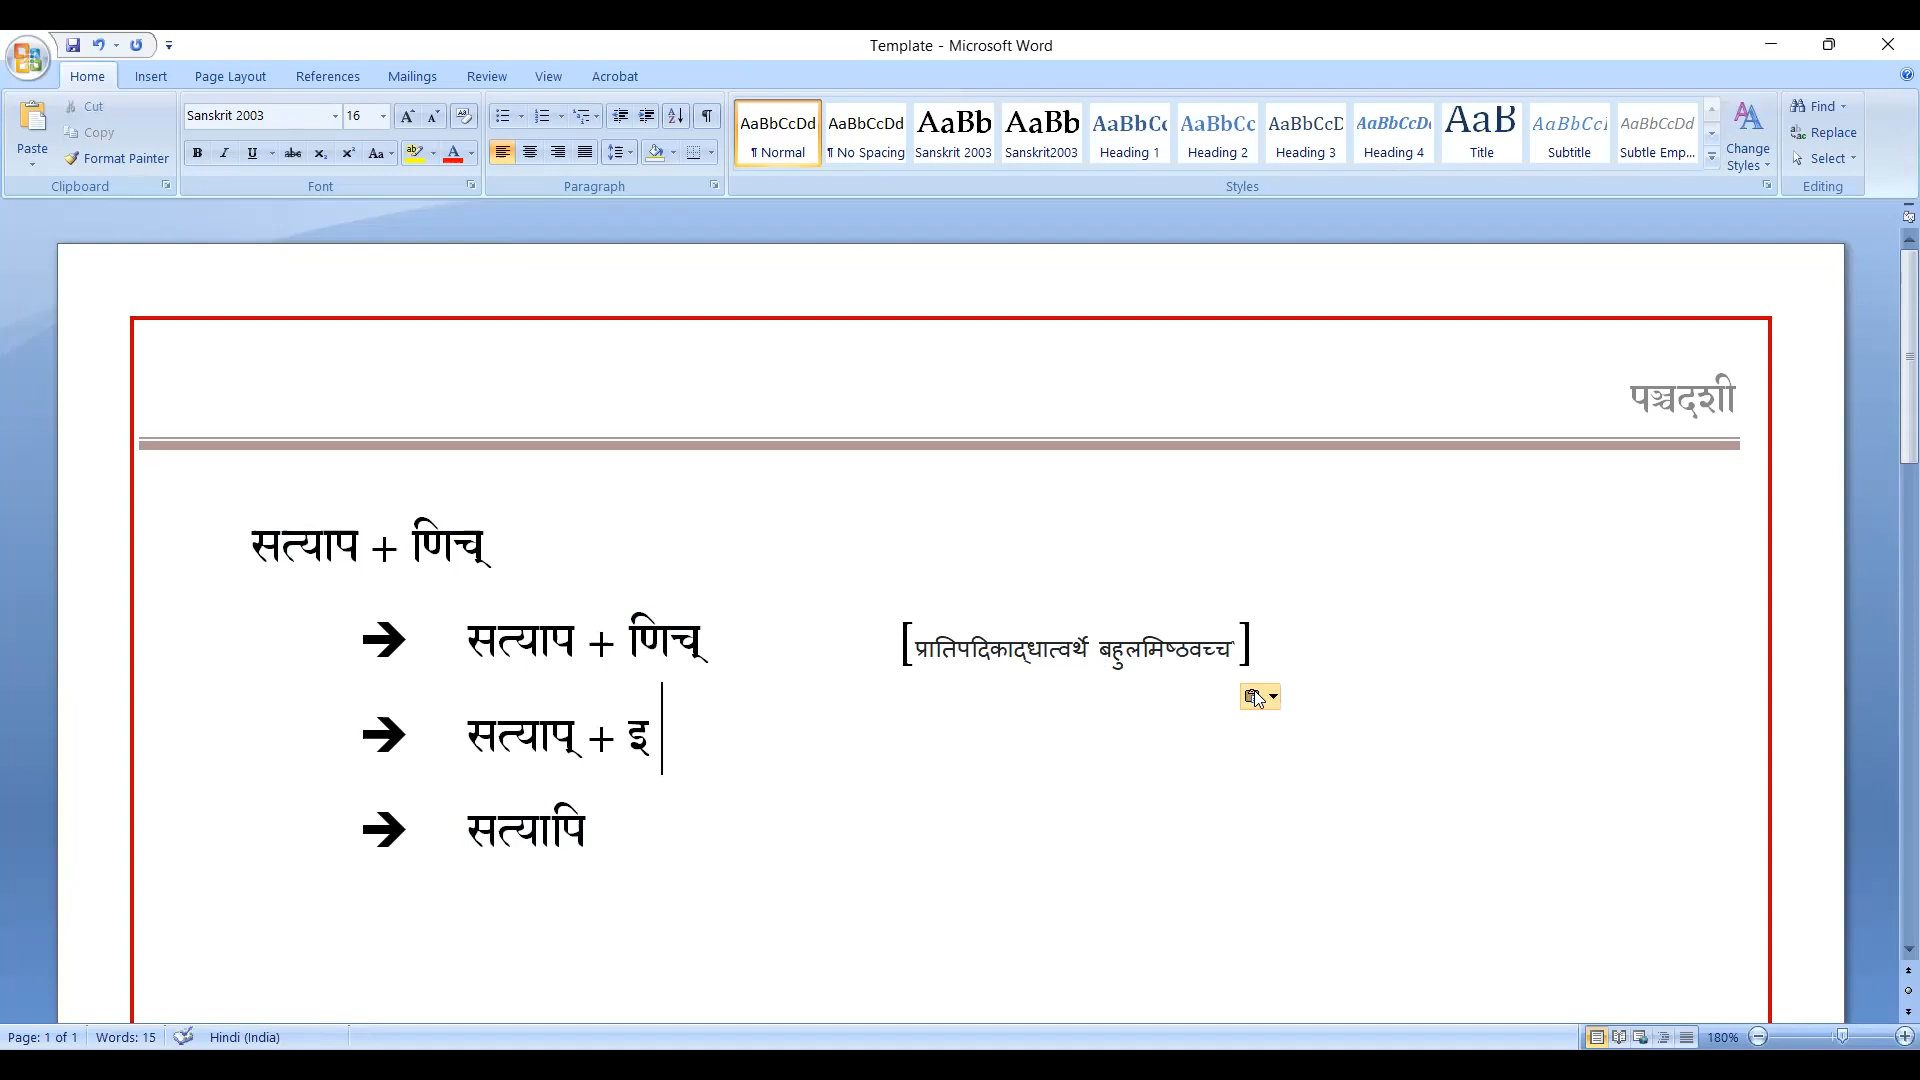 Template - Microsoft Word
Home Insert Page Layout References Mailings Review View Acrobat
Paste Cut Copy Format Painter Clipboard
Sanskrit 2003 16 Font
Paragraph
AaBbCcDd AaBbCcDd AaBb AaBb AaBbCc AaBbCc AaBbCcD AaBbCcD AaB AaBbCcI AaBbCcDd
¶ Normal ¶ No Spacing Sanskrit 2003 Sanskrit2003 Heading 1 Heading 2 Heading 3 Heading 4 Title Subtitle Subtle Emp...
Change Styles
Styles
Find
Replace
Select
Editing
पञ्चदशी
सत्याप + णिच्
➔ सत्याप + णिच् [प्रातिपदिकाद्धात्वर्थे बहुलमिष्ठवच्च]
➔ सत्याप् + इ
➔ सत्यापि
Page: 1 of 1 Words: 15 Hindi (India) 180%